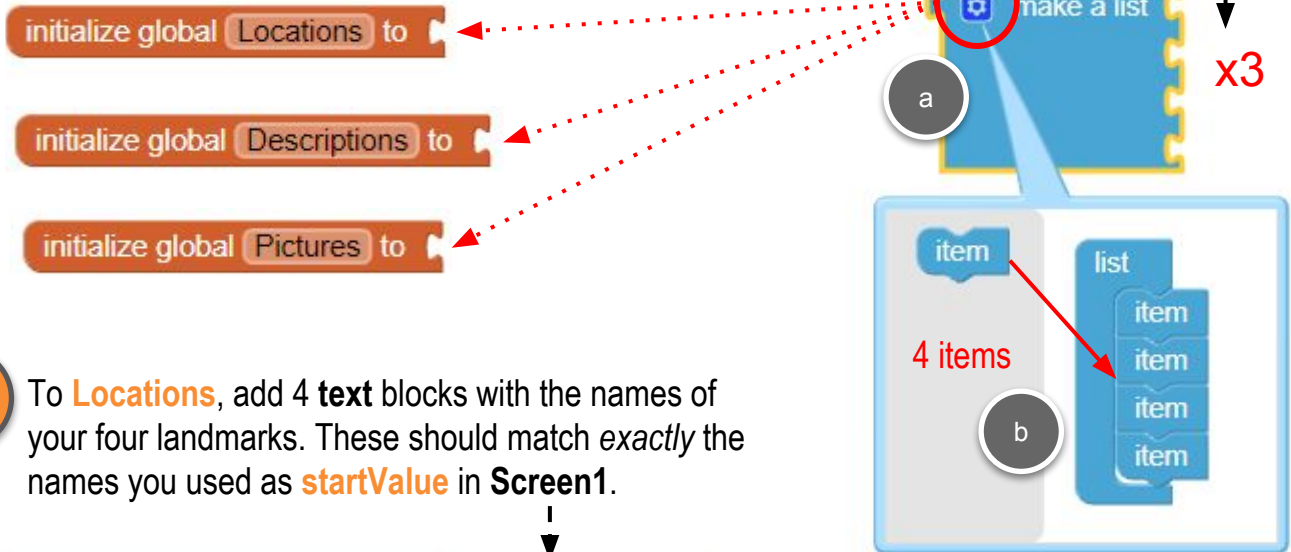 make a list
initialize global Locations to
x3
a
initialize global Descriptions to
initialize global Pictures to
item
list
item
4 items
item
item
b
item
To Locations, add 4 text blocks with the names of
your four landmarks. These should match exactly the
names you used as startValue in Screen1.